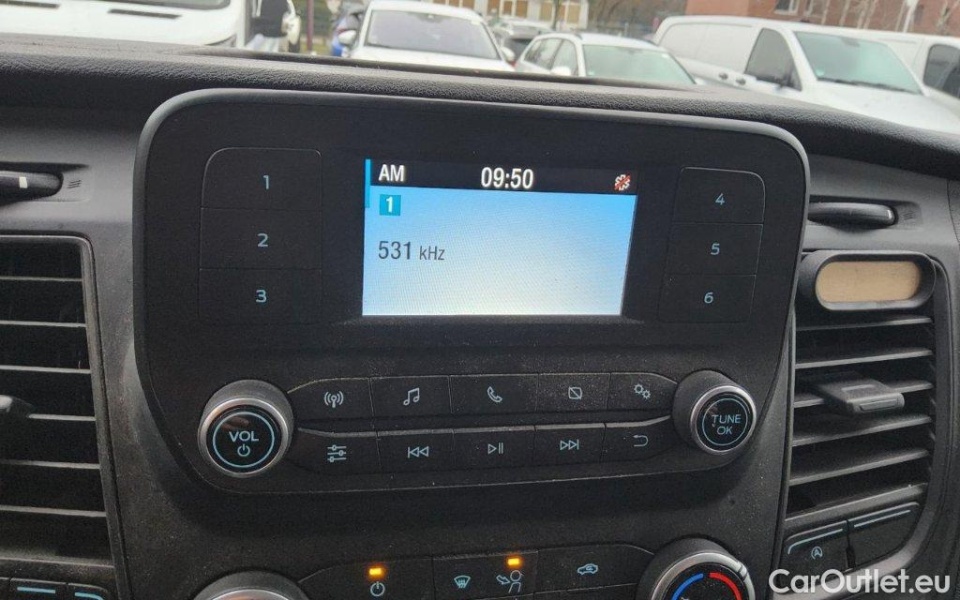 AM 09:50
1
531 kHz
1
2
3
4
5
6
VOL
TUNE
OK
A
CarOutlet.eu